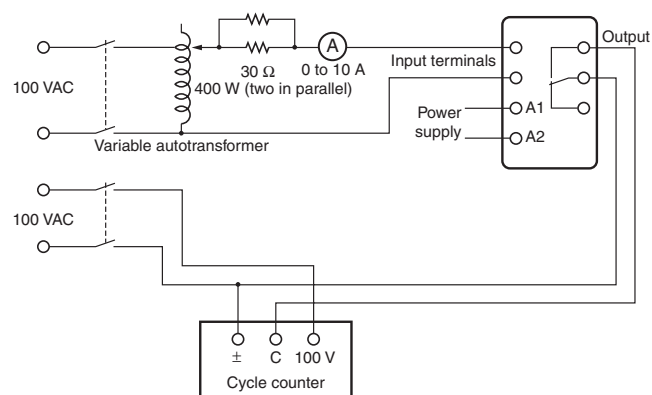 Output
A
Input terminals
30 Ω
0 to 10 A
100 VAC
400 W (two in parallel)
Power
supply
A1
A2
Variable autotransformer
100 VAC
± C 100 V
Cycle counter